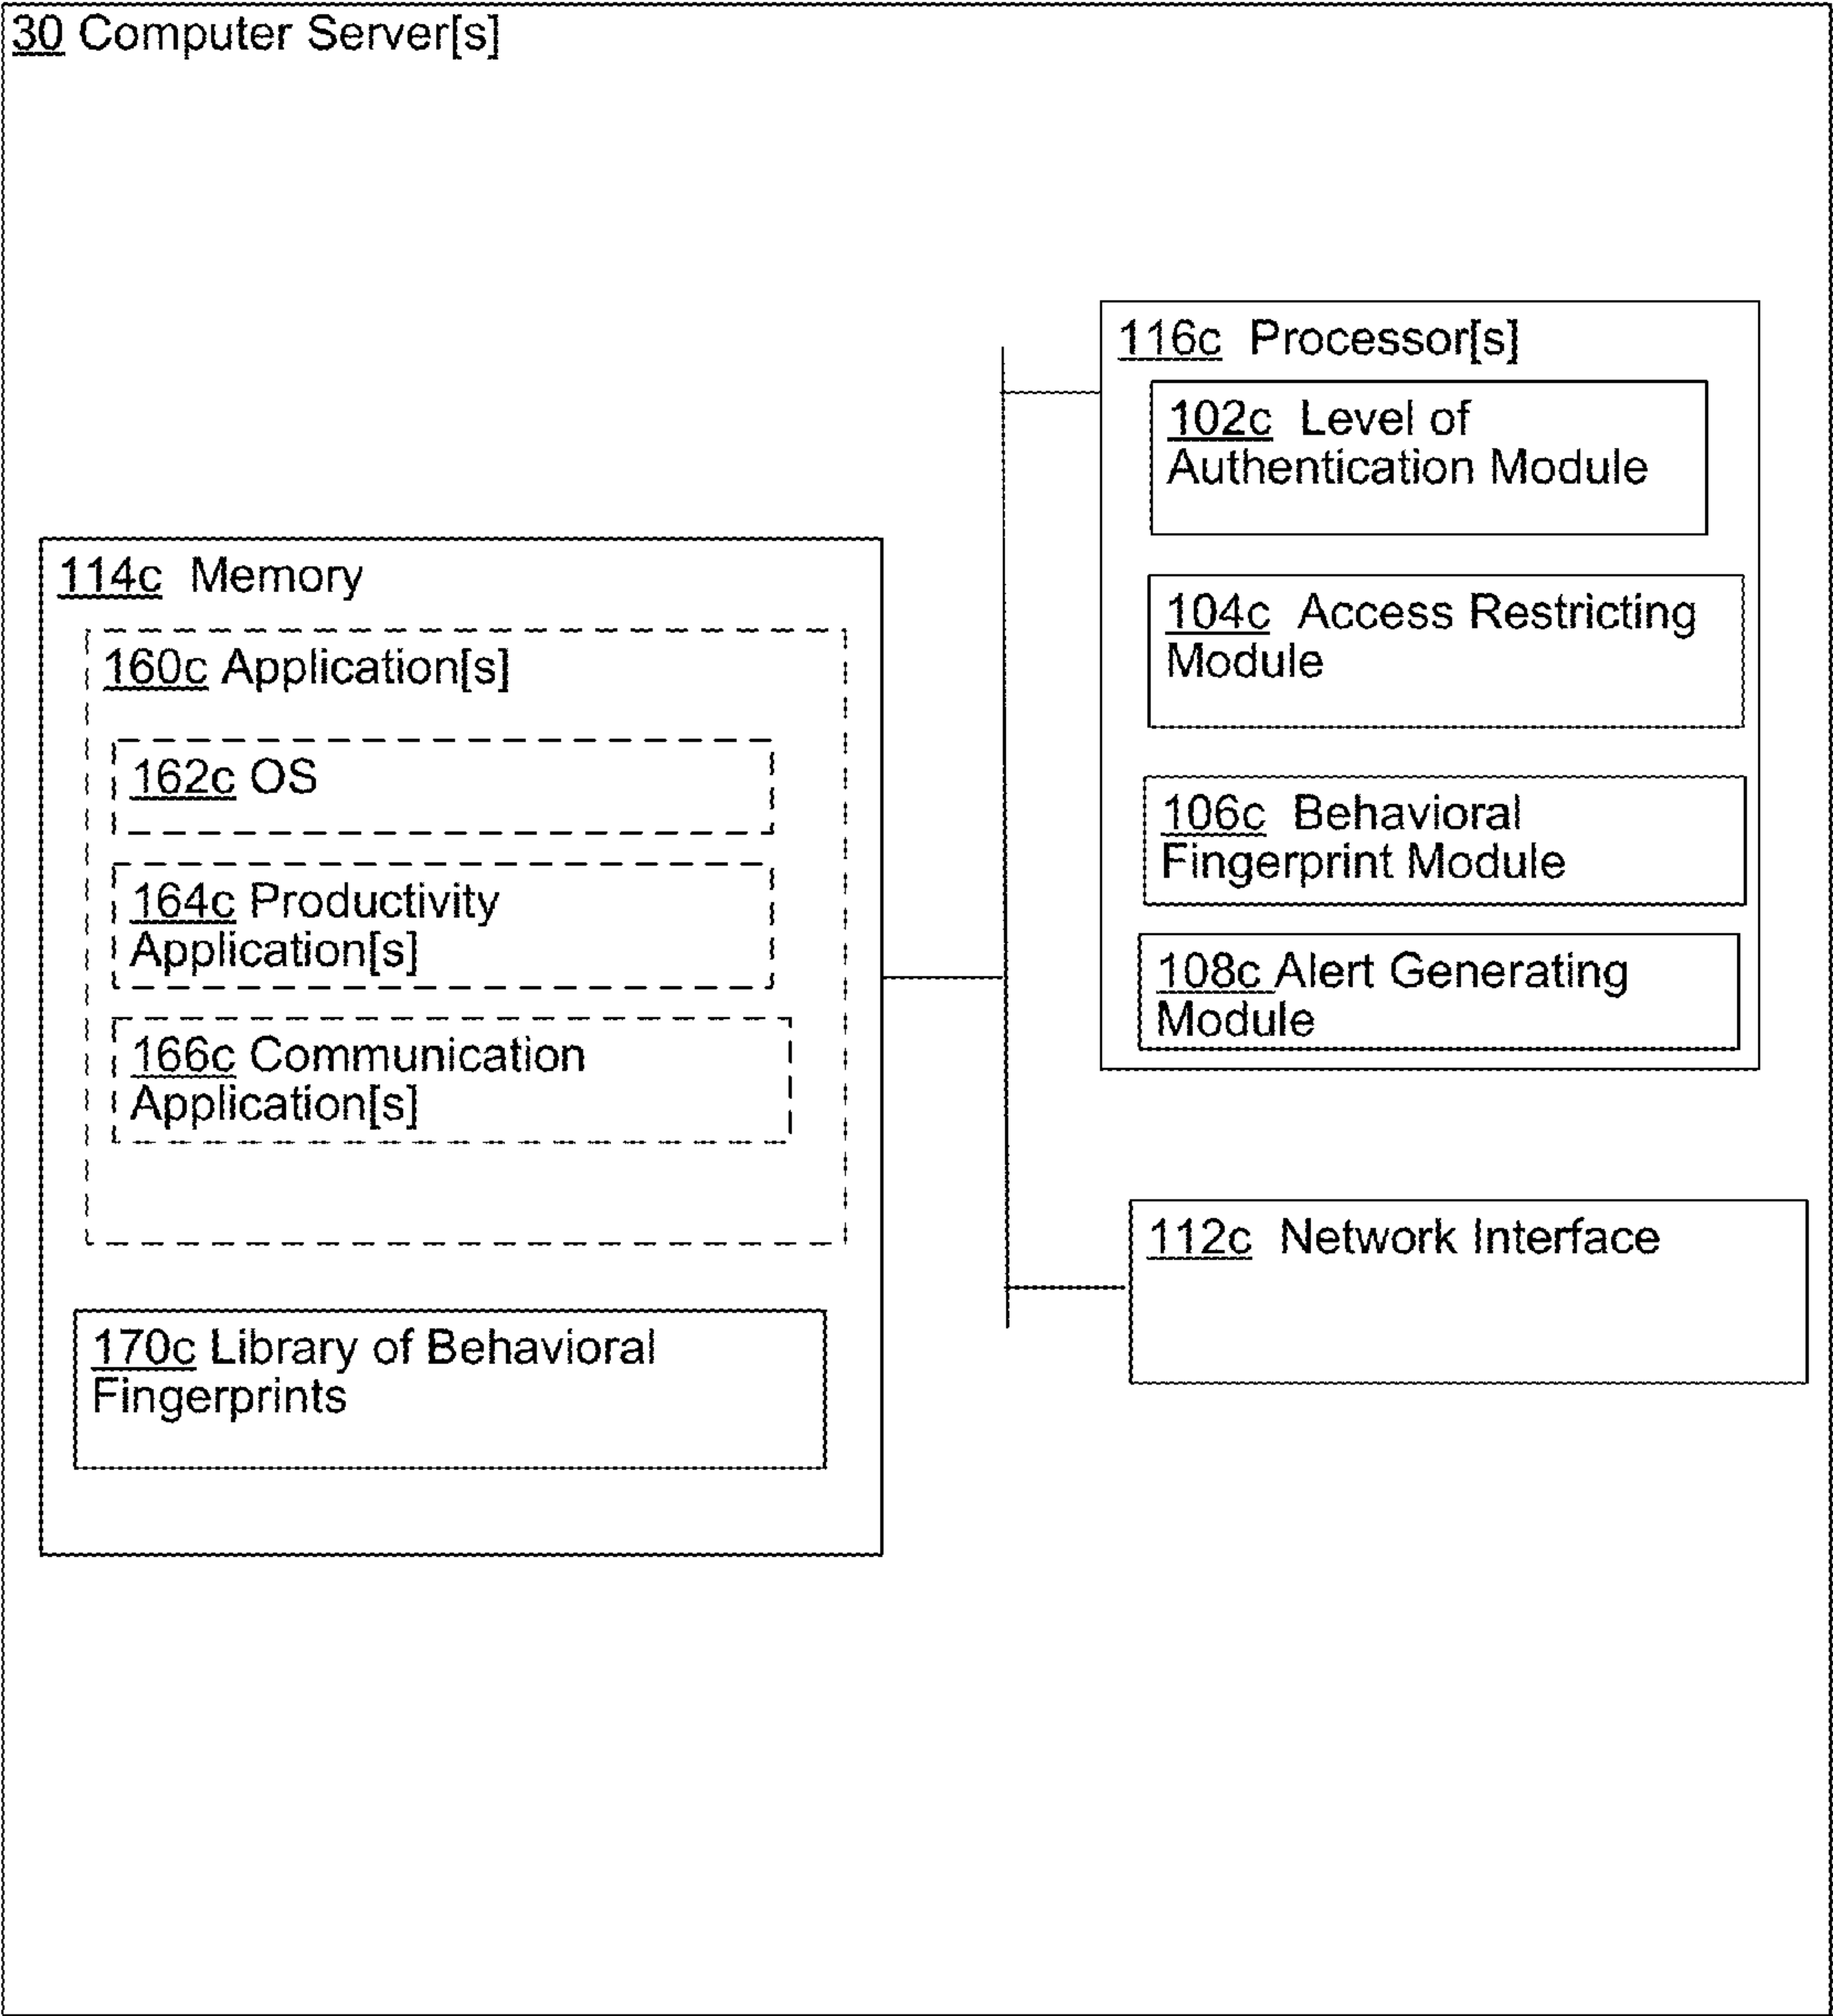 30 Computer Server[s]
116c Processor[s]
102c Level of
Authentication Module
104c Access Restricting
Module
106c Behavioral
Fingerprint Module
108c Alert Generating
Module
114c Memory
160c Application[s]
162c OS
164c Productivity
Application[s]
166c Communication
Application[s]
170c Library of Behavioral
Fingerprints
112c Network Interface